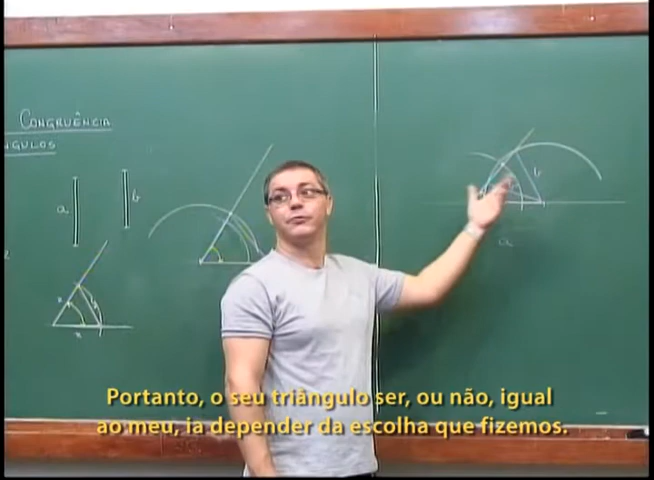 CONGRUÊNCIA
NGULOS
a
b
b
a
x
x
Portanto, o seu triângulo ser, ou não, igual
ao meu, ia depender da escolha que fizemos.